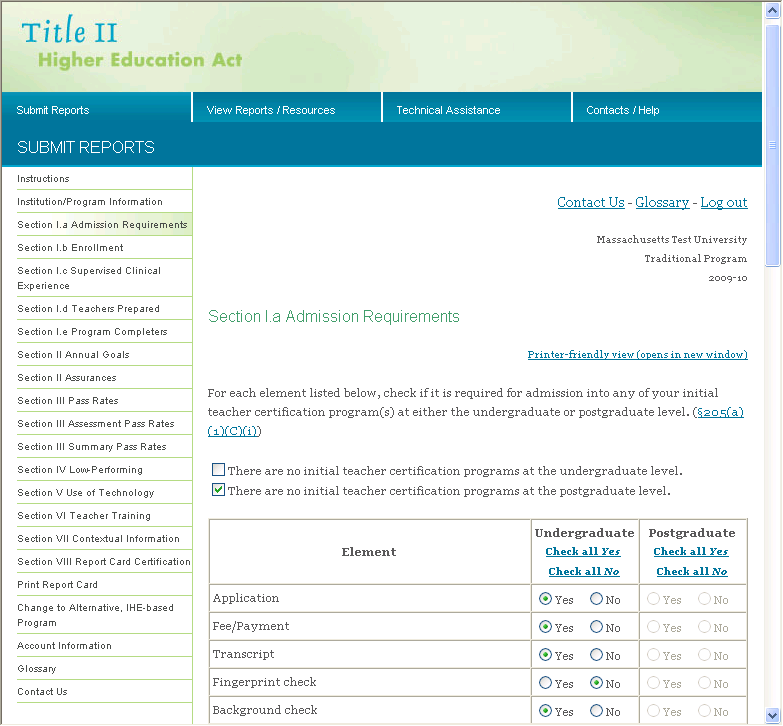 Title II
Higher Education Act
Submit Reports
View Reports / Resources
Technical Assistance
Contacts / Help
SUBMIT REPORTS
Instructions
Institution/Program Information
Section I.a Admission Requirements
Section I.b Enrollment
Section I.c Supervised Clinical
Experience
Section I.d Teachers Prepared
Section I.e Program Completers
Section II Annual Goals
Section II Assurances
Section III Pass Rates
Section III Assessment Pass Rates
Section III Summary Pass Rates
Section IV Low-Performing
Section V Use of Technology
Section VI Teacher Training
Section VII Contextual Information
Section VIII Report Card Certification
Print Report Card
Change to Alternative, IHE-based
Program
Account Information
Glossary
Contact Us
Contact Us - Glossary - Log out
Massachusetts Test University
Traditional Program
2009-10
Section I.a Admission Requirements
Printer-friendly view (opens in new window)
For each element listed below, check if it is required for admission into any of your initial
teacher certification program(s) at either the undergraduate or postgraduate level. (§205(a)
(1)(C)(i))
There are no initial teacher certification programs at the undergraduate level.
There are no initial teacher certification programs at the postgraduate level.
Element
Undergraduate
Check all Yes
Check all No
Postgraduate
Check all Yes
Check all No
Application Yes No Yes No
Fee/Payment Yes No Yes No
Transcript Yes No Yes No
Fingerprint check Yes No Yes No
Background check Yes No Yes No